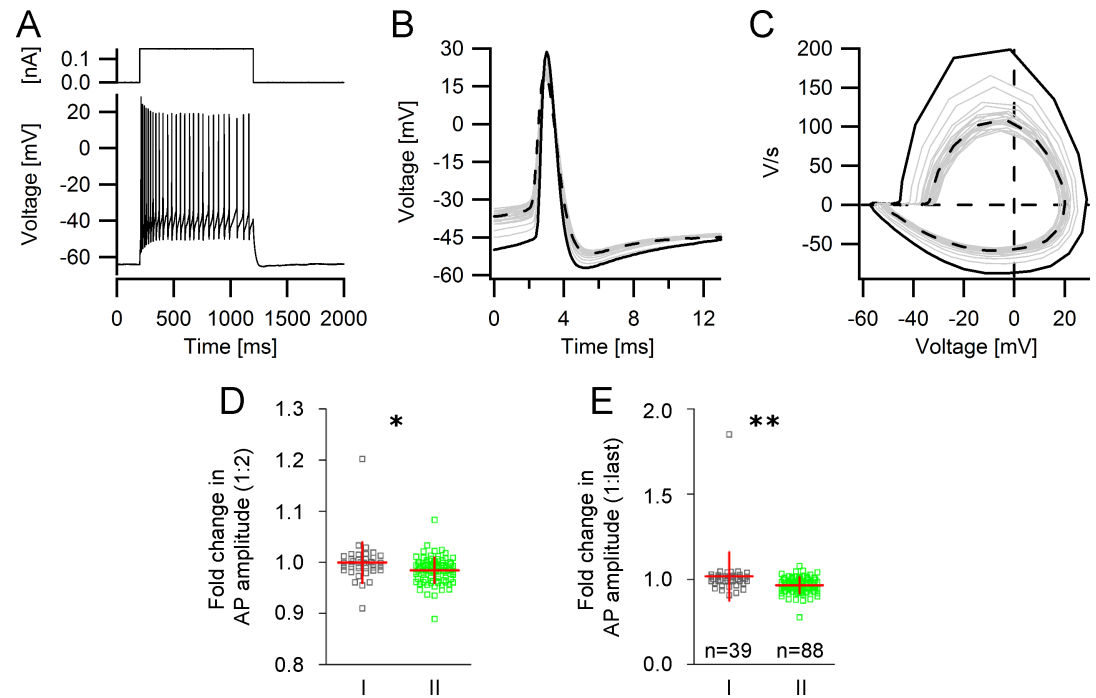 A
[nA]
0.1
0.0
Voltage [mV]
20
0
-20
-40
-60
0
500
1000
1500
2000
Time [ms]
B
Voltage [mV]
30
15
0
-15
-30
-45
-60
0
4
8
12
Time [ms]
C
V/s
200
150
100
50
0
-50
-60
-40
-20
0
20
Voltage [mV]
D
Fold change in
AP amplitude (1:2)
1.3
1.2
1.1
1.0
0.9
0.8
*
I
II
E
Fold change in
AP amplitude (1:last)
2.0
1.5
1.0
0.0
**
n=39
n=88
I
II